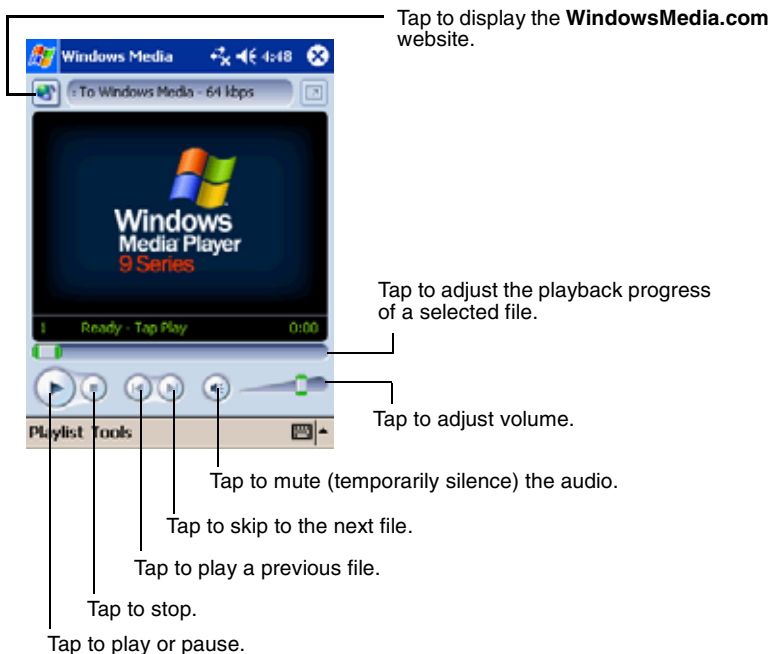 Tap to display the WindowsMedia.com
website.
Windows Media 4:48
: To Windows Media - 64 kbps
Windows
Media Player
9 Series
1 Ready - Tap Play 0:00
Tap to adjust the playback progress
of a selected file.
Tap to adjust volume.
Playlist Tools
Tap to mute (temporarily silence) the audio.
Tap to skip to the next file.
Tap to play a previous file.
Tap to stop.
Tap to play or pause.